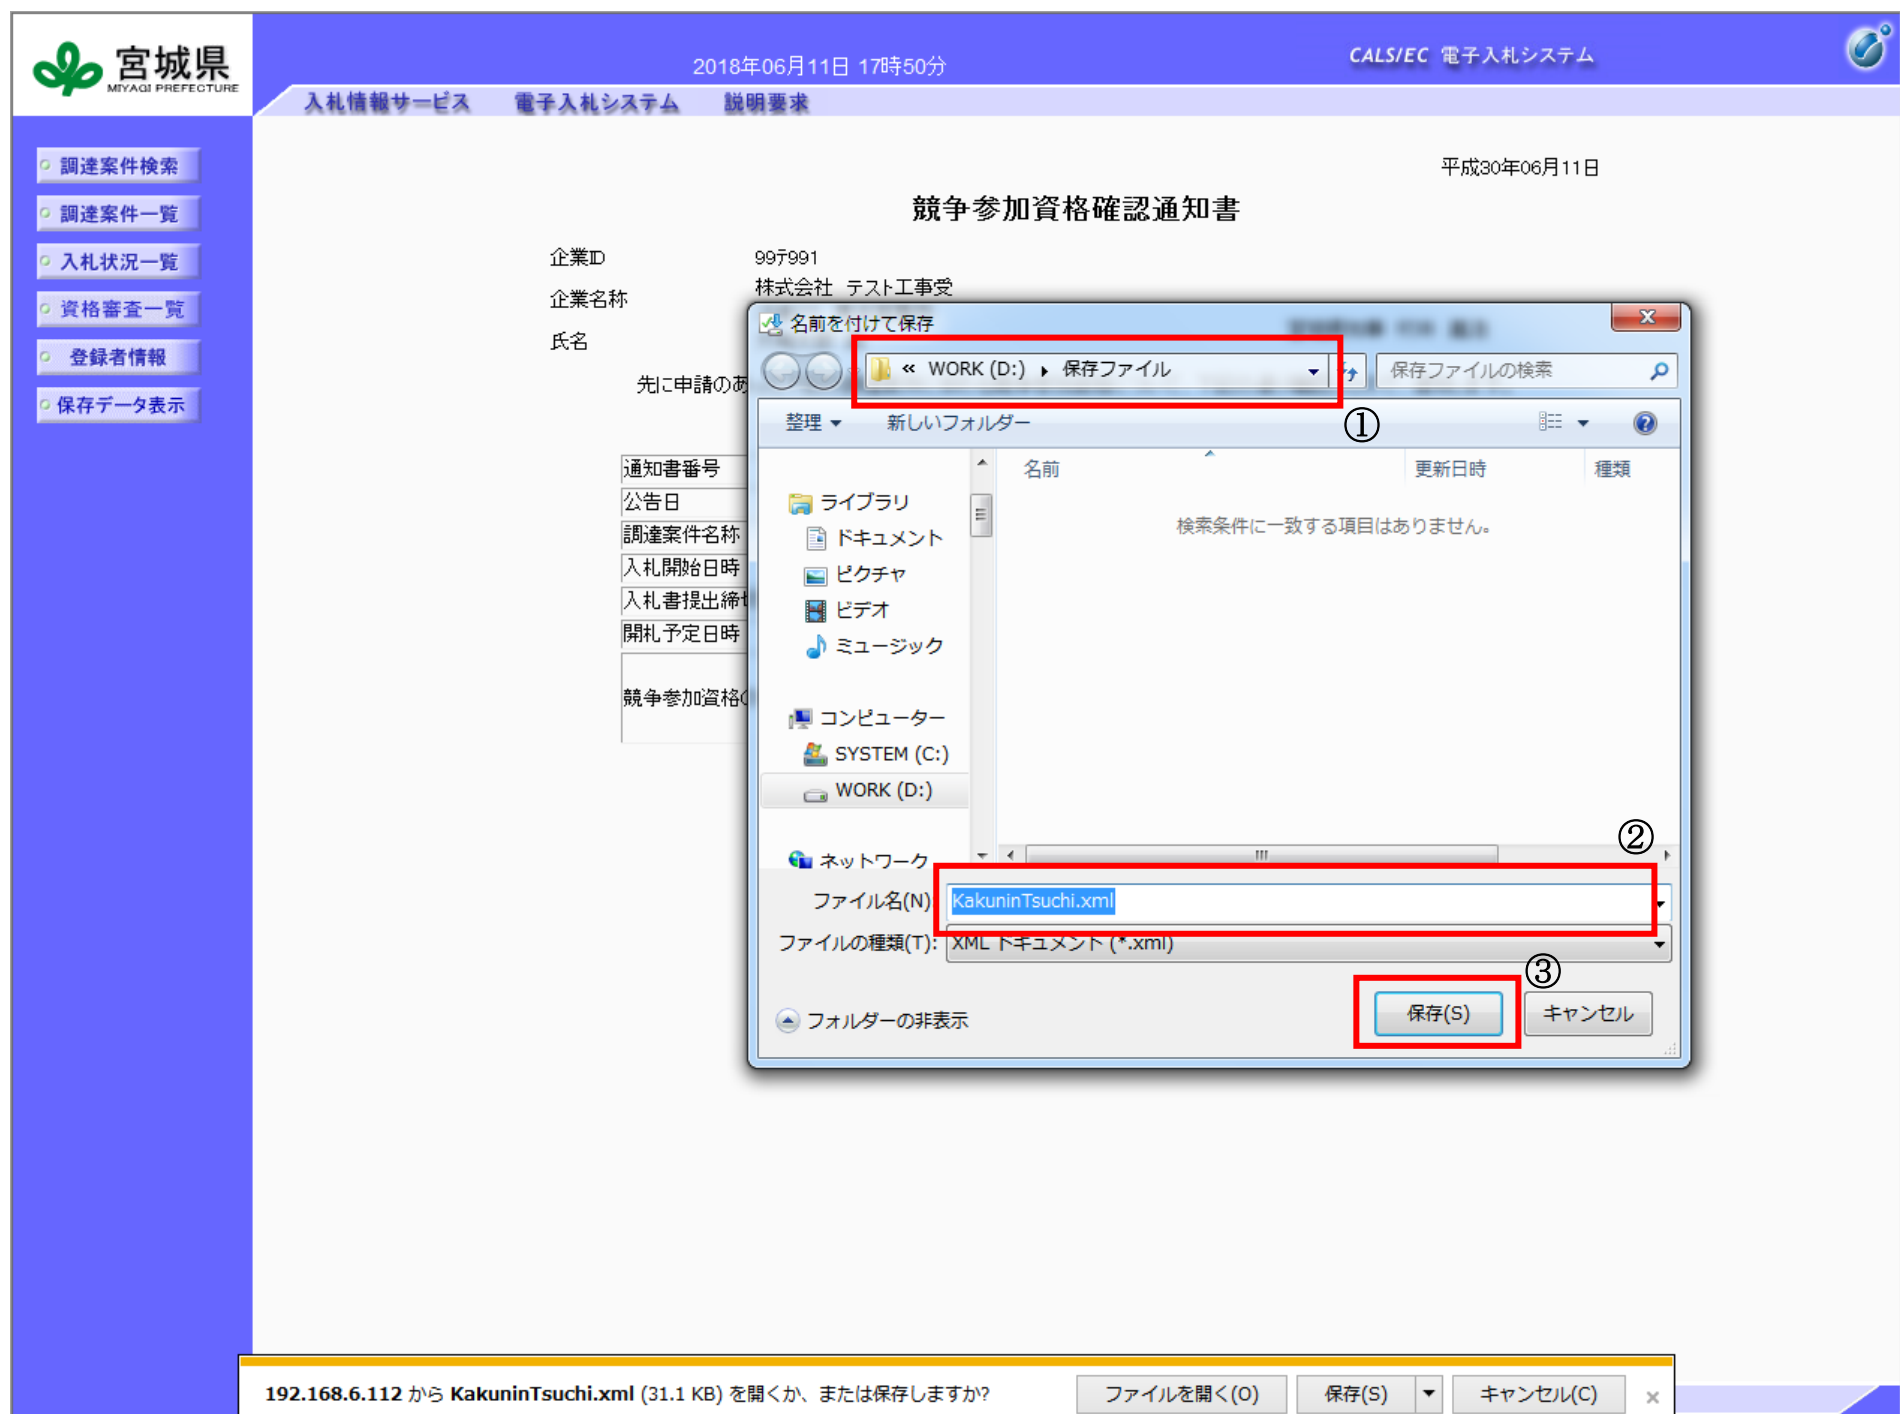 宮城県
MIYAGI PREFECTURE
2018年06月11日 17時50分
CALS/EC 電子入札システム
入札情報サービス 電子入札システム 説明要求
調達案件検索
調達案件一覧
入札状況一覧
資格審査一覧
登録者情報
保存データ表示
平成30年06月11日
競争参加資格確認通知書
企業ID 99ﾃ991
企業名称 株式会社 テスト工事受
氏名
先に申請のあ
通知書番号
公告日
調達案件名称
入札開始日時
入札書提出締
開札予定日時
競争参加資格
名前を付けて保存
« WORK (D:) ▸ 保存ファイル
保存ファイルの検索
①
整理 新しいフォルダー
名前 更新日時 種類
検索条件に一致する項目はありません。
ライブラリ
ドキュメント
ピクチャ
ビデオ
ミュージック
コンピューター
SYSTEM (C:)
WORK (D:)
ネットワーク
②
ファイル名(N): KakuninTsuchi.xml
ファイルの種類(T): XML ドキュメント (*.xml)
③
フォルダーの非表示
保存(S) キャンセル
192.168.6.112 から KakuninTsuchi.xml (31.1 KB) を開くか、または保存しますか?
ファイルを開く(O) 保存(S) ▼ キャンセル(C) ×